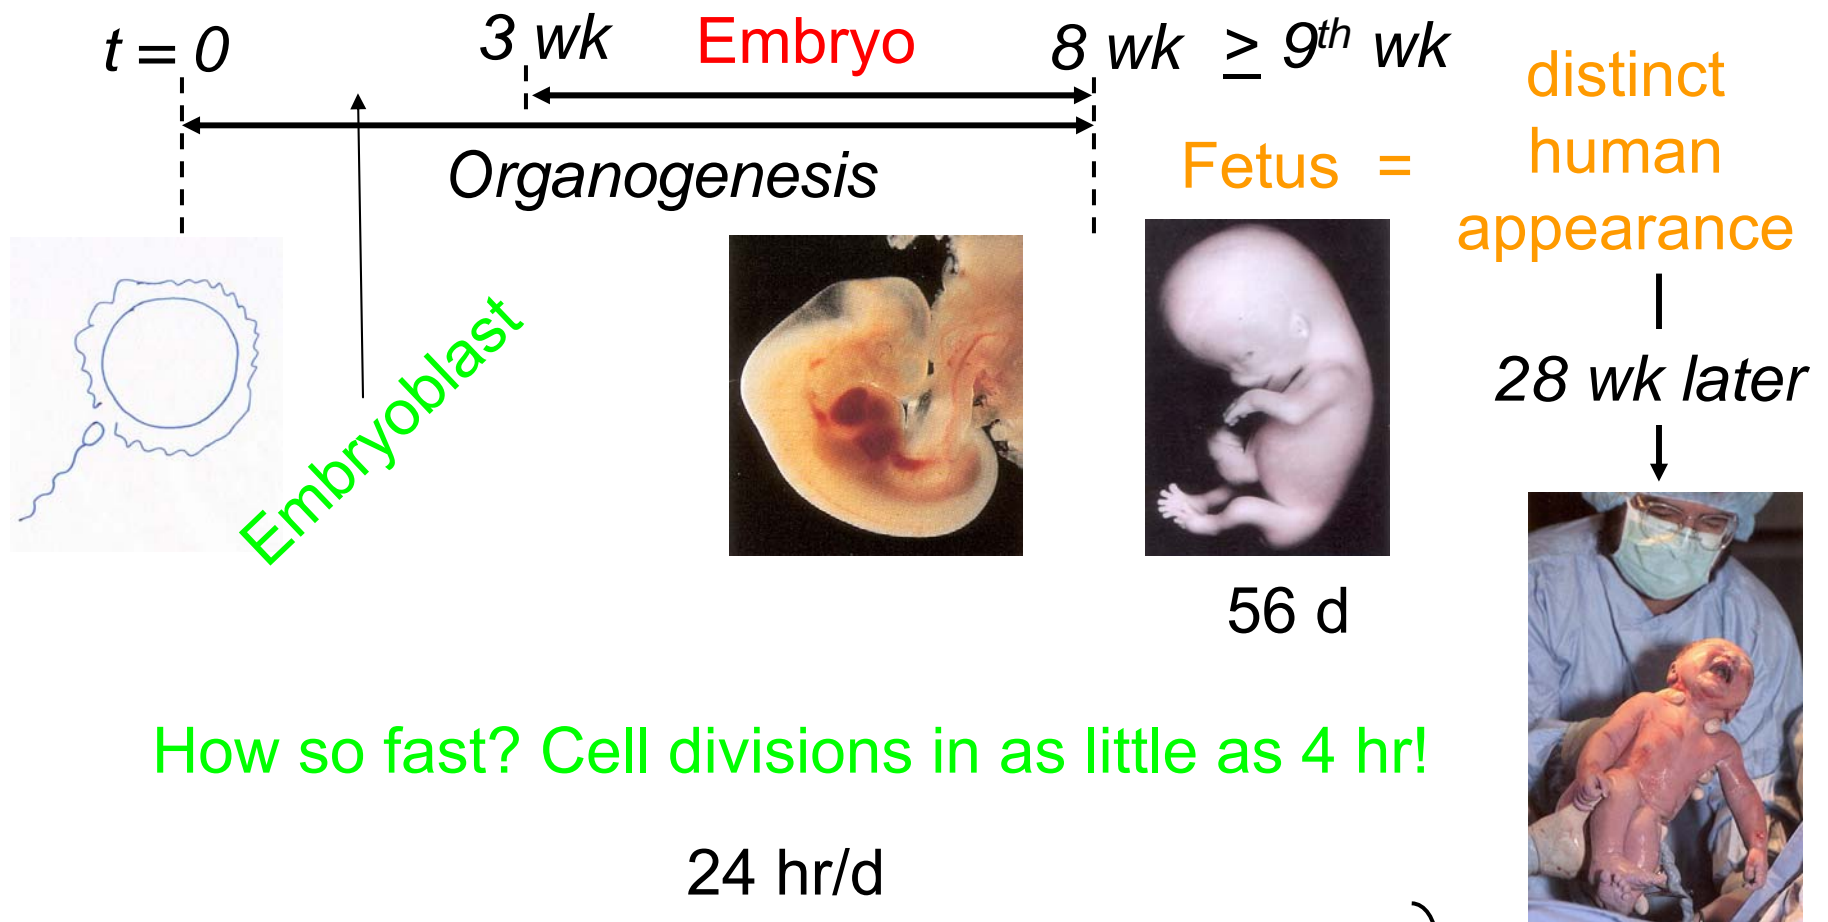 t = 0
3 wk
Embryo
8 wk
≥ 9th wk
Organogenesis
Fetus =
distinct
human
appearance
Embryoblast
28 wk later
56 d
How so fast? Cell divisions in as little as 4 hr!
24 hr/d